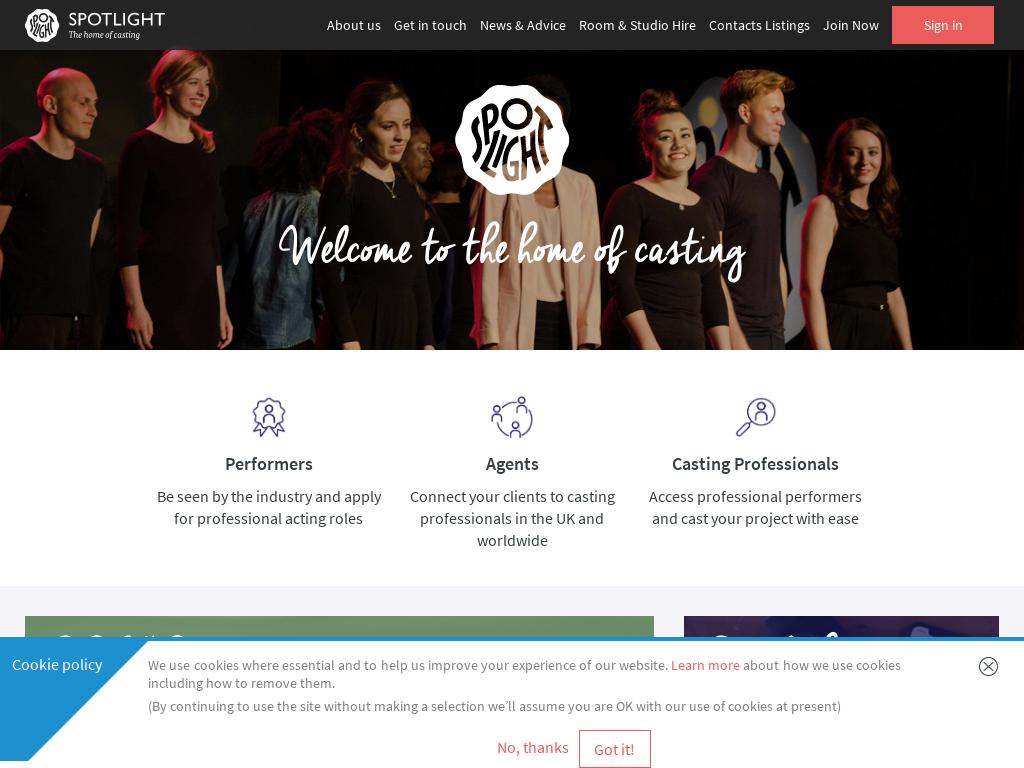 SPOTLIGHT
The home of casting
SPOTLIGHT
About us
Get in touch
News & Advice
Room & Studio Hire
Contacts Listings
Join Now
Sign in
SPOTLIGHT
Welcome to the home of casting
Performers
Be seen by the industry and apply
for professional acting roles
Agents
Connect your clients to casting
professionals in the UK and
worldwide
Casting Professionals
Access professional performers
and cast your project with ease
Cookie policy
We use cookies where essential and to help us improve your experience of our website. Learn more about how we use cookies
including how to remove them.
(By continuing to use the site without making a selection we’ll assume you are OK with our use of cookies at present)
No, thanks
Got it!